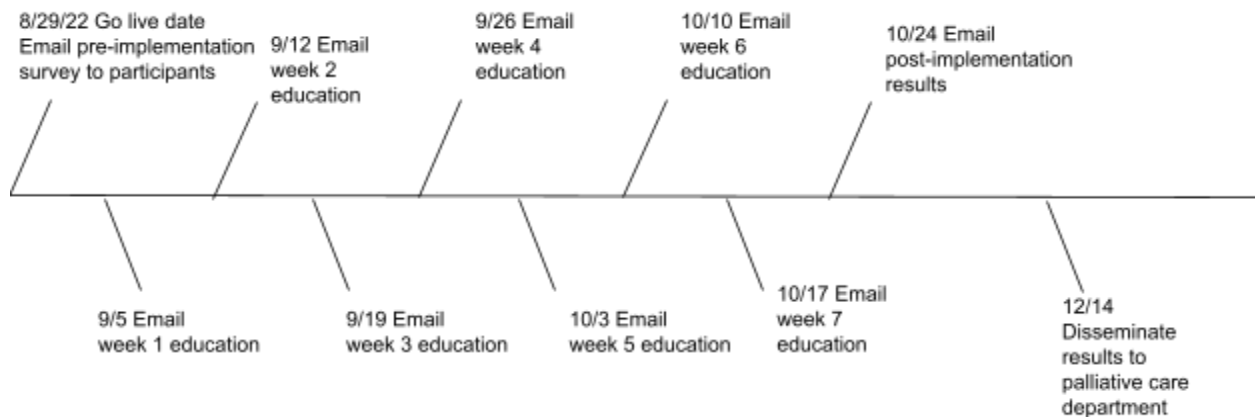 8/29/22 Go live date
Email pre-implementation
survey to participants
9/5 Email
week 1 education
9/12 Email
week 2
education
9/19 Email
week 3 education
9/26 Email
week 4
education
10/3 Email
week 5 education
10/10 Email
week 6
education
10/17 Email
week 7
education
10/24 Email
post-implementation
results
12/14
Disseminate
results to
palliative care
department